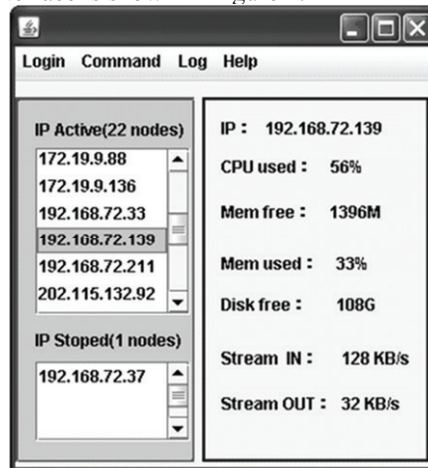 Login Command Log Help
IP Active(22 nodes)
172.19.9.88
172.19.9.136
192.168.72.33
192.168.72.139
192.168.72.211
202.115.132.92
IP Stoped(1 nodes)
192.168.72.37
IP : 192.168.72.139
CPU used : 56%
Mem free : 1396M
Mem used : 33%
Disk free : 108G
Stream IN : 128 KB/s
Stream OUT : 32 KB/s